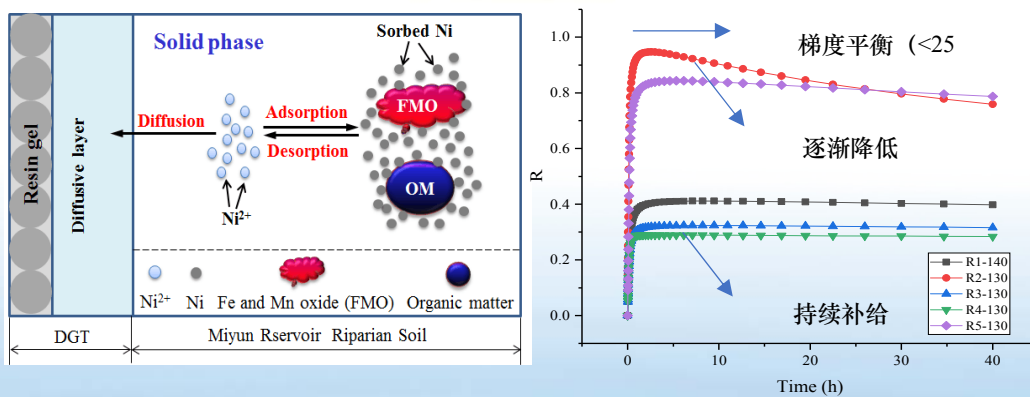 Solid phase
Sorbed Ni
FMO
Diffusion
Adsorption
Desorption
OM
Ni²⁺
Resin gel
Diffusive layer
Ni²⁺
Ni
Fe and Mn oxide (FMO)
Organic matter
DGT
Miyun Rservoir Riparian Soil
梯度平衡（<25
逐渐降低
持续补给
R
1.0
0.8
0.6
0.4
0.2
0.0
0
10
20
30
40
Time (h)
R1-140
R2-130
R3-130
R4-130
R5-130